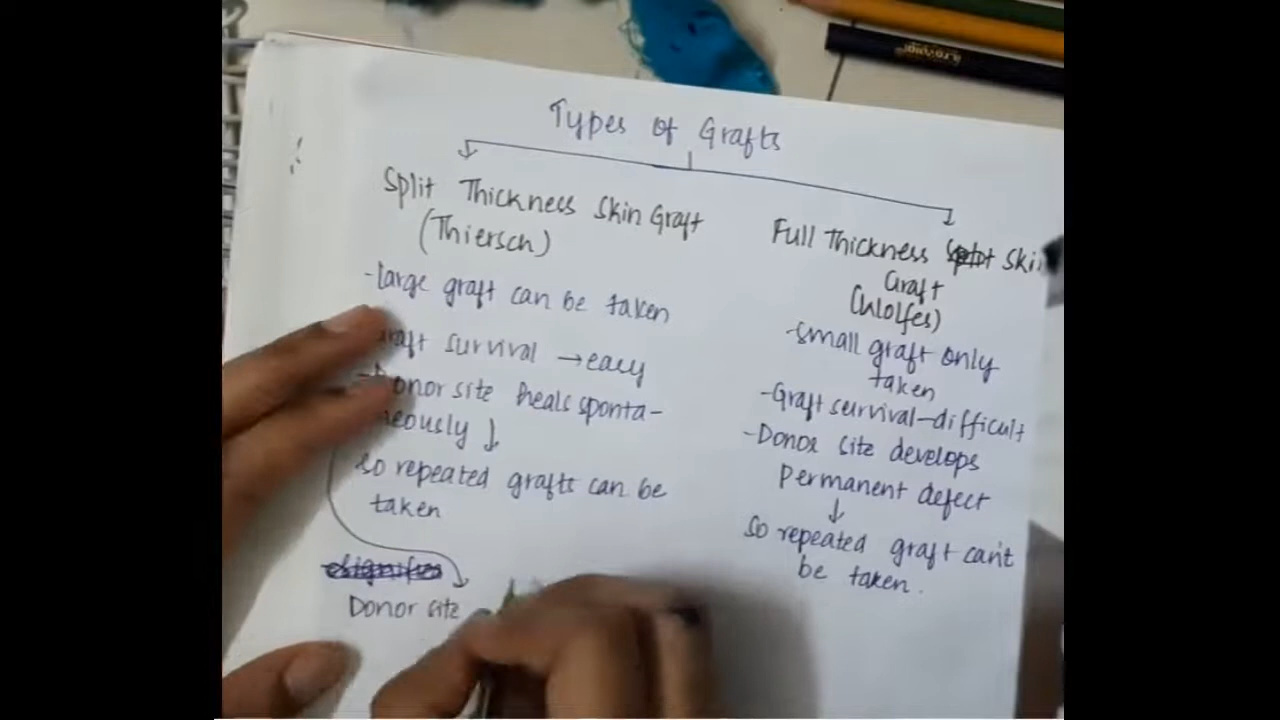 Types of Grafts
Split Thickness Skin Graft
(Thiersch)
-large graft can be taken
Graft survival → easy
-Donor site heals sponta-
neously ↓
so repeated grafts can be
taken
Donor site
Full Thickness Skin
Graft
(Wolfes)
-small graft only
taken
-Graft survival-difficult
-Donor site develops
Permanent defect
↓
so repeated graft can't
be taken.